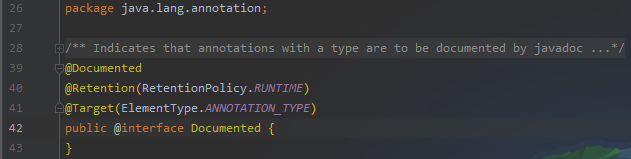 26 package java.lang.annotation;
27
28 /** Indicates that annotations with a type are to be documented by javadoc ...*/
39 @Documented
40 @Retention(RetentionPolicy.RUNTIME)
41 @Target(ElementType.ANNOTATION_TYPE)
42 public @interface Documented {
43 }